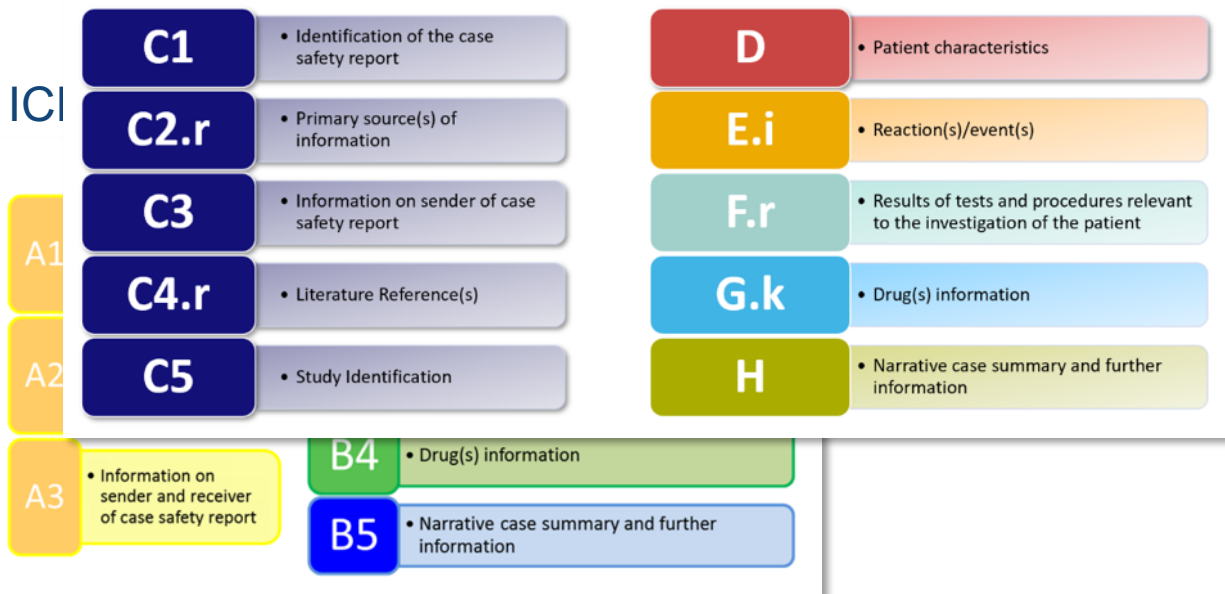 C1
• Identification of the case
safety report
C2.r
• Primary source(s) of
information
C3
• Information on sender of case
safety report
C4.r
• Literature Reference(s)
C5
• Study Identification
D
• Patient characteristics
E.i
• Reaction(s)/event(s)
F.r
• Results of tests and procedures relevant
to the investigation of the patient
G.k
• Drug(s) information
H
• Narrative case summary and further
information
A1
A2
A3
• Information on
sender and receiver
of case safety report
B4
• Drug(s) information
B5
• Narrative case summary and further
information